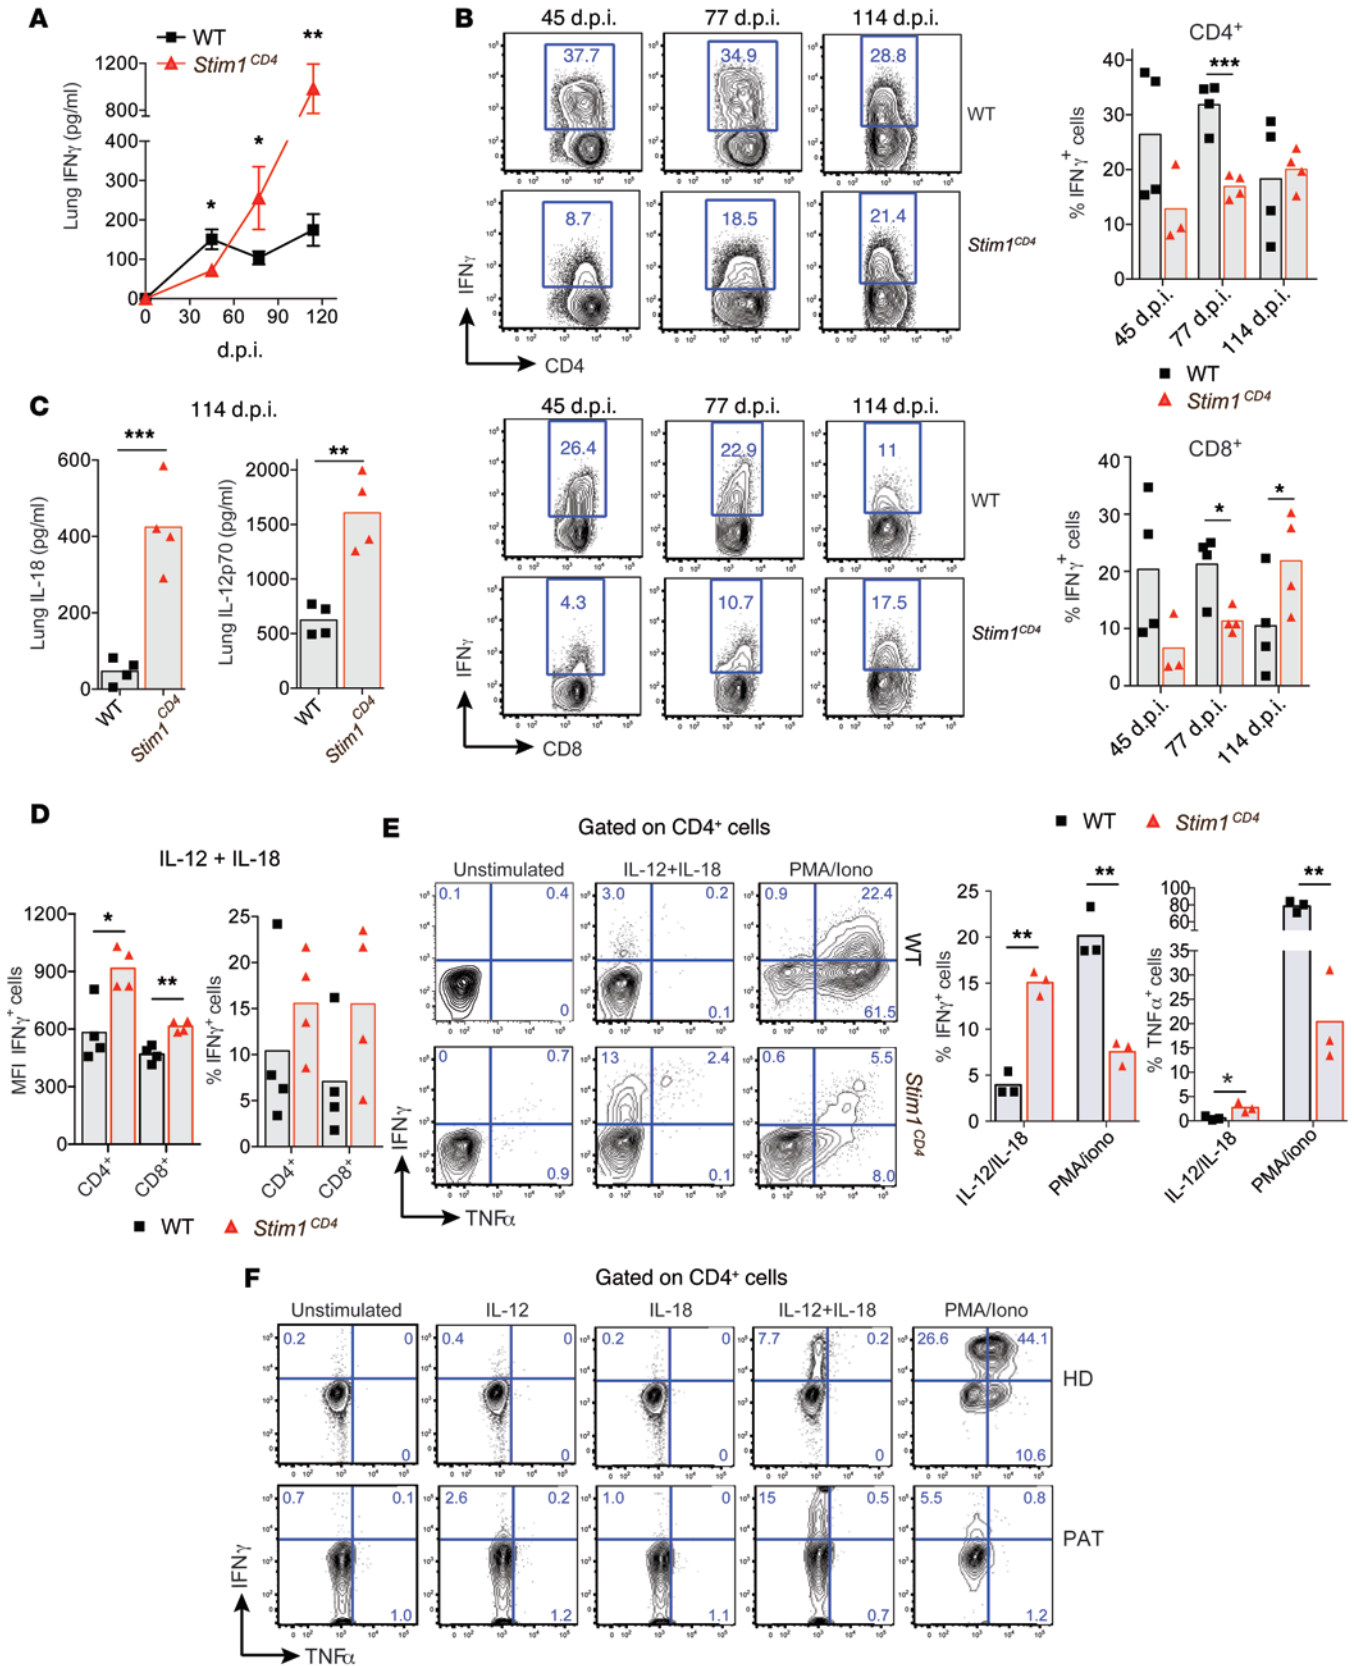 A
WT
Stim1 CD4
**
*
*
Lung IFNγ (pg/ml)
1200
800
400
300
200
100
0
0 30 60 90 120
d.p.i.
B
45 d.p.i. 77 d.p.i. 114 d.p.i.
37.7 34.9 28.8
WT
8.7 18.5 21.4
Stim1CD4
IFNγ
CD4
CD4+
***
% IFNγ+ cells
40
30
20
10
0
45 d.p.i. 77 d.p.i. 114 d.p.i.
WT
Stim1 CD4
45 d.p.i. 77 d.p.i. 114 d.p.i.
26.4 22.9 11
WT
4.3 10.7 17.5
Stim1CD4
IFNγ
CD8
CD8+
* *
% IFNγ+ cells
40
30
20
10
0
45 d.p.i. 77 d.p.i. 114 d.p.i.
C
114 d.p.i.
***
Lung IL-18 (pg/ml)
600
400
200
0
WT Stim1 CD4
**
Lung IL-12p70 (pg/ml)
2000
1500
1000
500
0
WT Stim1 CD4
D
IL-12 + IL-18
* **
MFI IFNγ+ cells
1200
900
600
300
0
CD4+ CD8+
% IFNγ+ cells
25
20
15
10
5
0
CD4+ CD8+
WT Stim1 CD4
E
Gated on CD4+ cells
Unstimulated IL-12+IL-18 PMA/Iono
0.1 0.4 3.0 0.2 0.9 22.4
0 0.1 61.5
WT
0 0.7 13 2.4 0.6 5.5
0.9 0.1 8.0
Stim1 CD4
IFNγ
TNFα
WT Stim1 CD4
** **
% IFNγ+ cells
25
20
15
10
5
0
IL-12/IL-18 PMA/iono
* **
% TNFα+ cells
100
80
60
35
30
25
20
15
10
5
0
IL-12/IL-18 PMA/iono
F
Gated on CD4+ cells
Unstimulated IL-12 IL-18 IL-12+IL-18 PMA/Iono
0.2 0 0.4 0 0.2 0 7.7 0.2 26.6 44.1
HD
0 0 0 0 10.6
0.7 0.1 2.6 0.2 1.0 0 15 0.5 5.5 0.8
PAT
1.0 1.2 1.1 0.7 1.2
IFNγ
TNFα